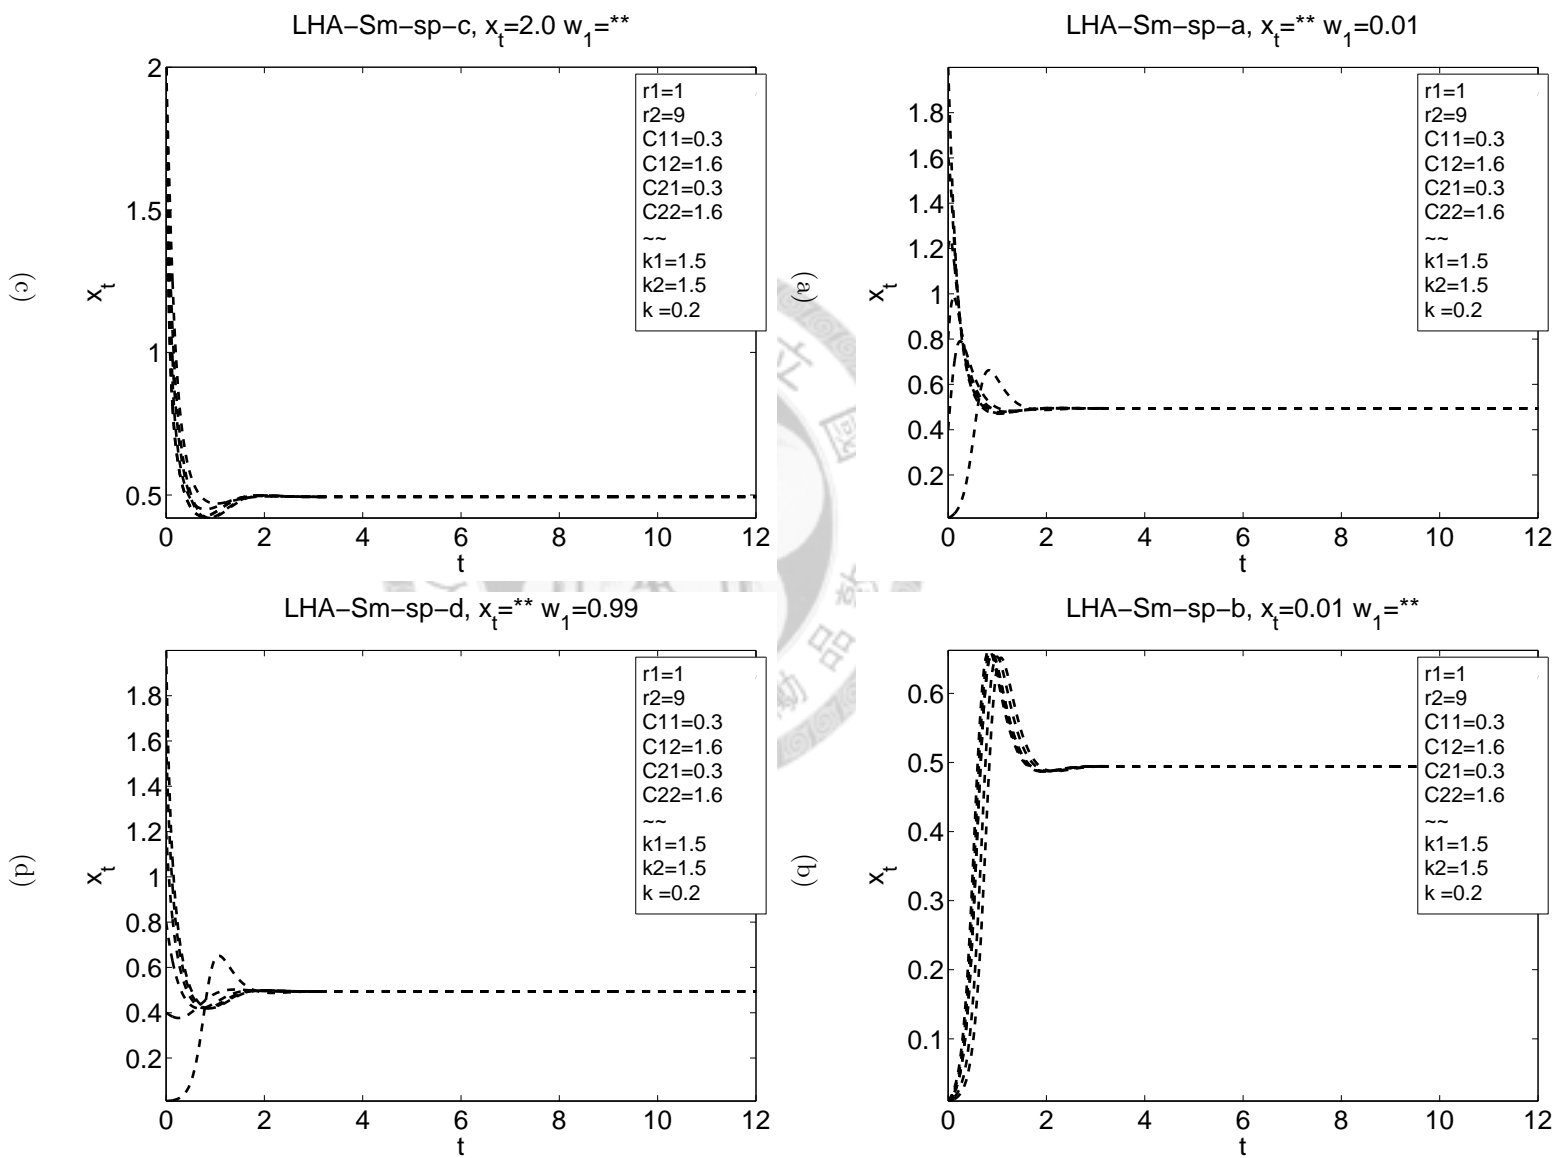 LHA−Sm−sp−c, x_t=2.0 w_1=**
2
1.5
1
0.5
0 2 4 6 8 10 12
t
x_t
(c)
r1=1
r2=9
C11=0.3
C12=1.6
C21=0.3
C22=1.6
~~
k1=1.5
k2=1.5
k =0.2
LHA−Sm−sp−a, x_t=** w_1=0.01
1.8
1.6
1.4
1.2
1
0.8
0.6
0.4
0.2
0 2 4 6 8 10 12
t
x_t
(a)
r1=1
r2=9
C11=0.3
C12=1.6
C21=0.3
C22=1.6
~~
k1=1.5
k2=1.5
k =0.2
LHA−Sm−sp−d, x_t=** w_1=0.99
1.8
1.6
1.4
1.2
1
0.8
0.6
0.4
0.2
0 2 4 6 8 10 12
t
x_t
(d)
r1=1
r2=9
C11=0.3
C12=1.6
C21=0.3
C22=1.6
~~
k1=1.5
k2=1.5
k =0.2
LHA−Sm−sp−b, x_t=0.01 w_1=**
0.6
0.5
0.4
0.3
0.2
0.1
0 2 4 6 8 10 12
t
x_t
(b)
r1=1
r2=9
C11=0.3
C12=1.6
C21=0.3
C22=1.6
~~
k1=1.5
k2=1.5
k =0.2
立
國
品
勵